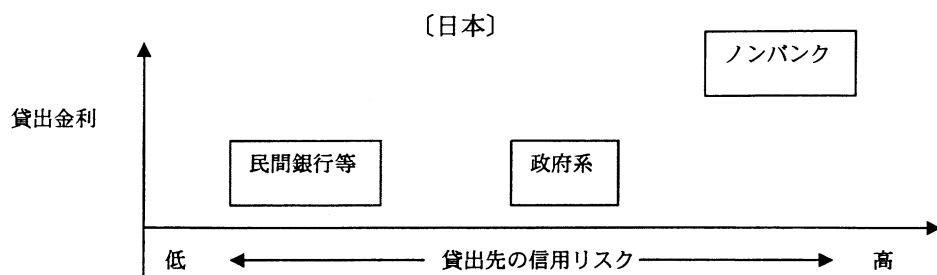 〔日本〕
ノンバンク
貸出金利
民間銀行等
政府系
低
貸出先の信用リスク
高